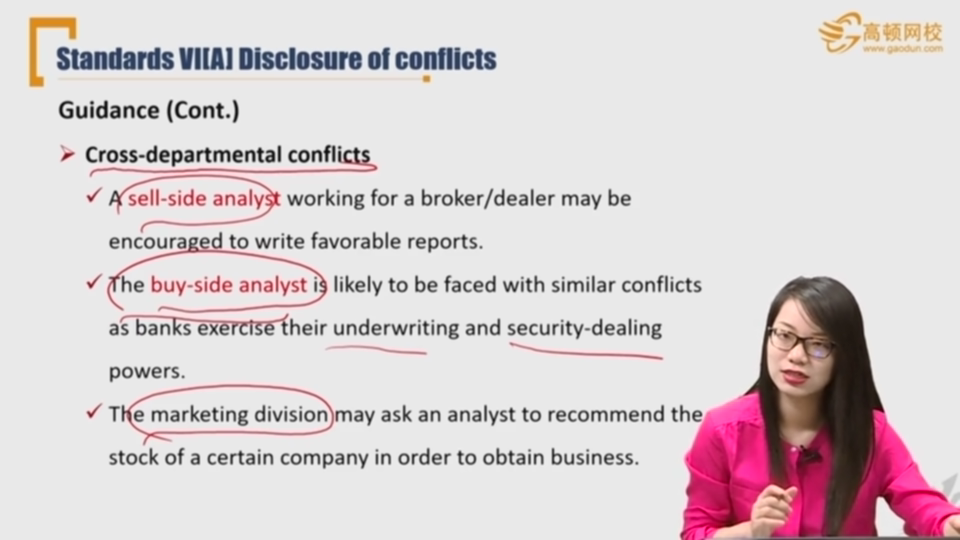 高顿网校
www.gaodun.com
Standards VI[A] Disclosure of conflicts
Guidance (Cont.)
Cross-departmental conflicts
A sell-side analyst working for a broker/dealer may be
encouraged to write favorable reports.
The buy-side analyst is likely to be faced with similar conflicts
as banks exercise their underwriting and security-dealing
powers.
The marketing division may ask an analyst to recommend the
stock of a certain company in order to obtain business.